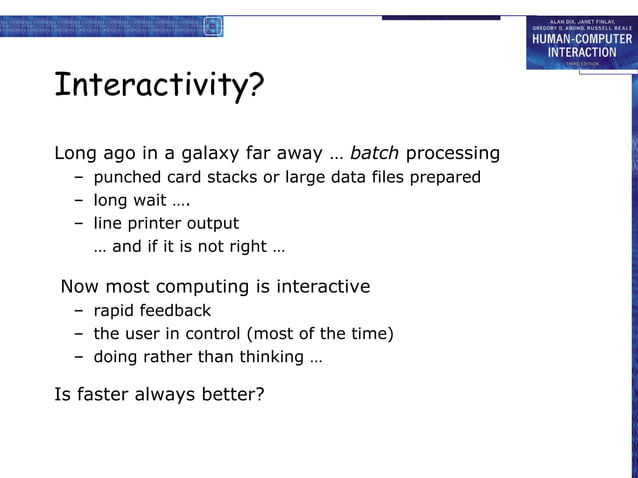 ALAN DIX, JANET FINLAY,
GREGORY D. ABOWD, RUSSELL BEALE
HUMAN-COMPUTER
INTERACTION
THIRD EDITION
Interactivity?
Long ago in a galaxy far away … batch processing
– punched card stacks or large data files prepared
– long wait ….
– line printer output
… and if it is not right …
Now most computing is interactive
– rapid feedback
– the user in control (most of the time)
– doing rather than thinking …
Is faster always better?